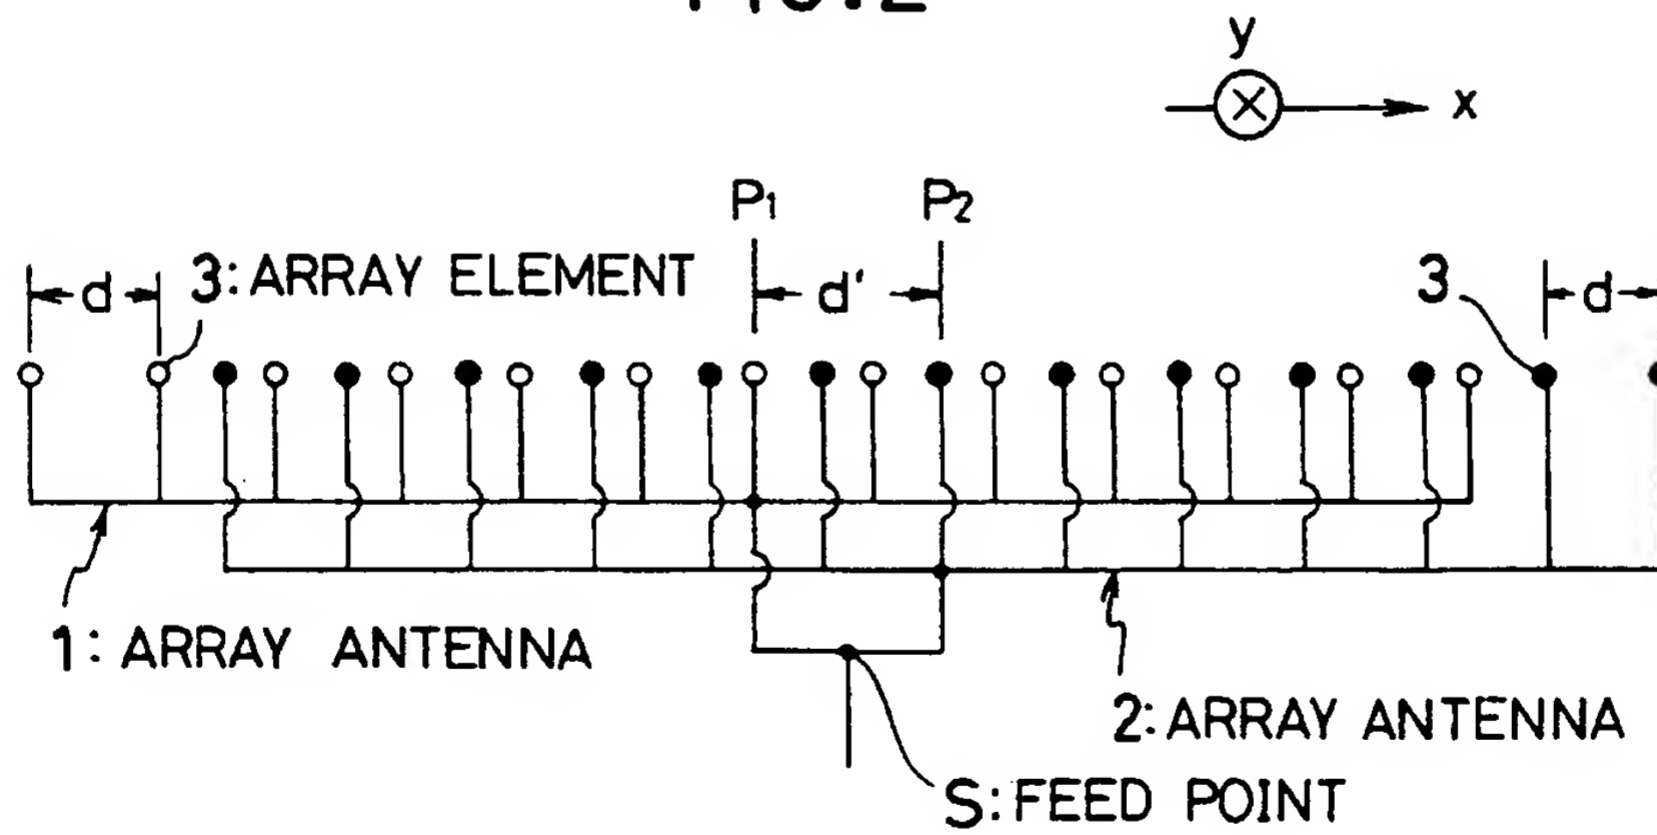 y
x
P1
P2
d
3: ARRAY ELEMENT
d'
3
d
1: ARRAY ANTENNA
2: ARRAY ANTENNA
S: FEED POINT